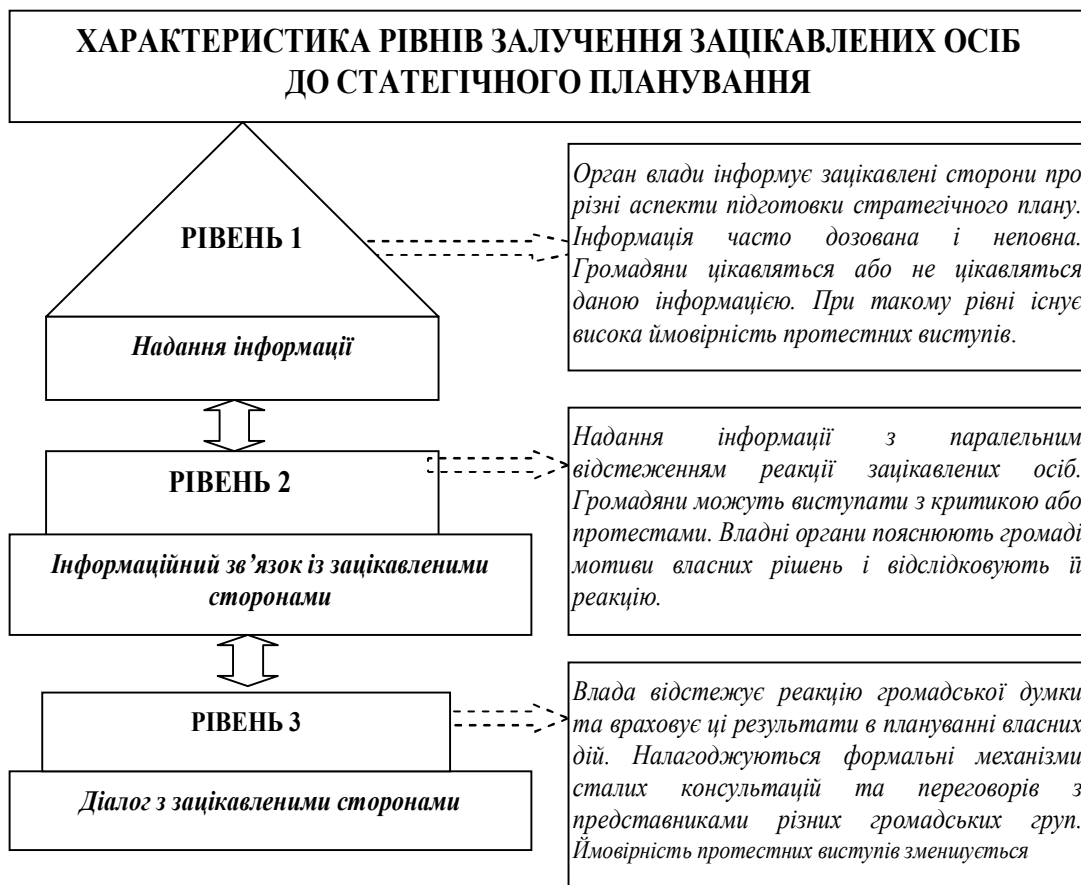 ХАРАКТЕРИСТИКА РІВНІВ ЗАЛУЧЕННЯ ЗАЦІКАВЛЕНИХ ОСІБ
ДО СТАТЕГІЧНОГО ПЛАНУВАННЯ
РІВЕНЬ 1
Надання інформації
Орган влади інформує зацікавлені сторони про
різні аспекти підготовки стратегічного плану.
Інформація часто дозована і неповна.
Громадяни цікавляться або не цікавляться
даною інформацією. При такому рівні існує
висока ймовірність протестних виступів.
РІВЕНЬ 2
Інформаційний зв’язок із зацікавленими
сторонами
Надання інформації з паралельним
відстеженням реакції зацікавлених осіб.
Громадяни можуть виступати з критикою або
протестами. Владні органи пояснюють громаді
мотиви власних рішень і відслідковують її
реакцію.
РІВЕНЬ 3
Діалог з зацікавленими сторонами
Влада відстежує реакцію громадської думки
та враховує ці результати в плануванні власних
дій. Налагоджуються формальні механізми
сталих консультацій та переговорів з
представниками різних громадських груп.
Ймовірність протестних виступів зменшується